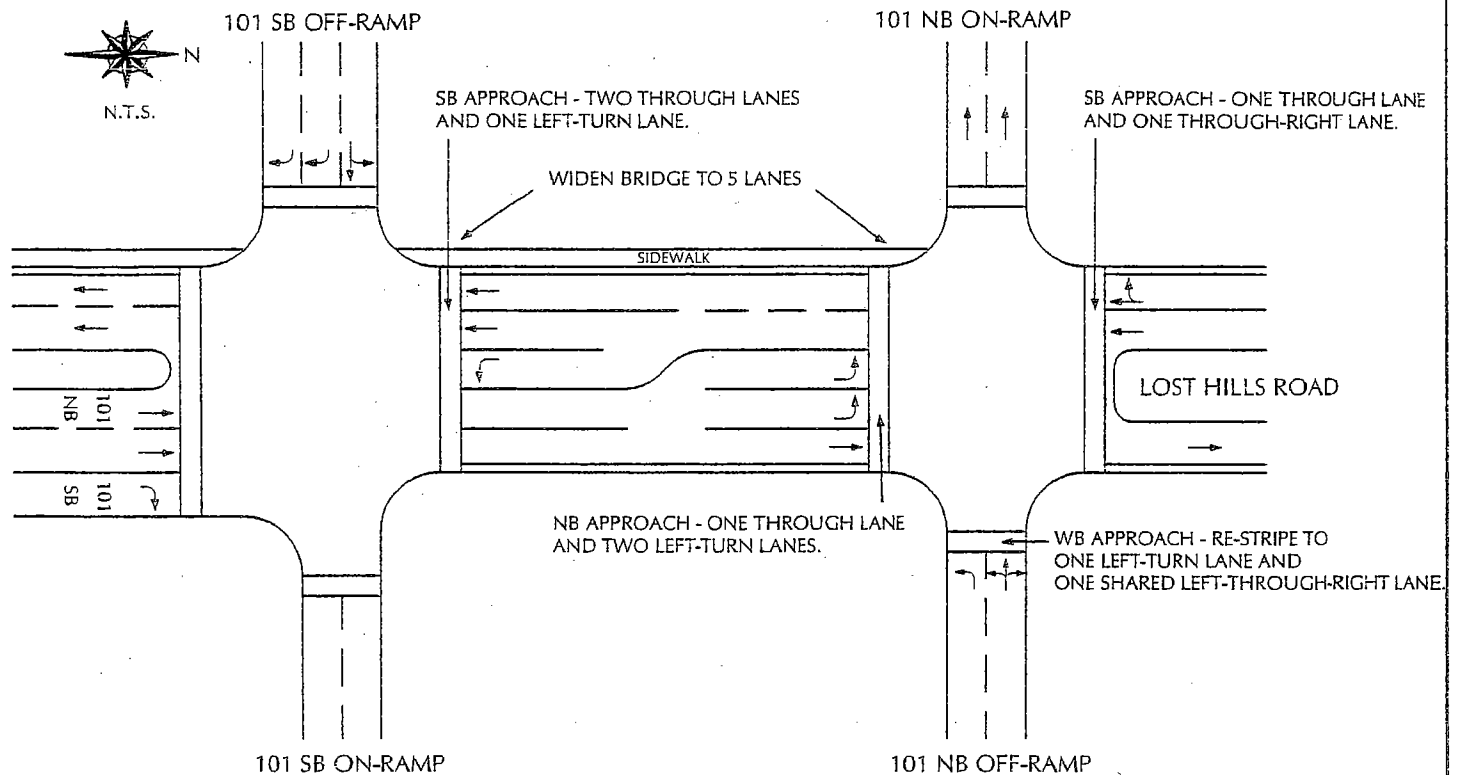 101 SB OFF-RAMP
101 NB ON-RAMP
N
N.T.S.
SB APPROACH - TWO THROUGH LANES
AND ONE LEFT-TURN LANE.
SB APPROACH - ONE THROUGH LANE
AND ONE THROUGH-RIGHT LANE.
WIDEN BRIDGE TO 5 LANES
SIDEWALK
LOST HILLS ROAD
101
NB
101
SB
NB APPROACH - ONE THROUGH LANE
AND TWO LEFT-TURN LANES.
WB APPROACH - RE-STRIPE TO
ONE LEFT-TURN LANE AND
ONE SHARED LEFT-THROUGH-RIGHT LANE.
101 SB ON-RAMP
101 NB OFF-RAMP